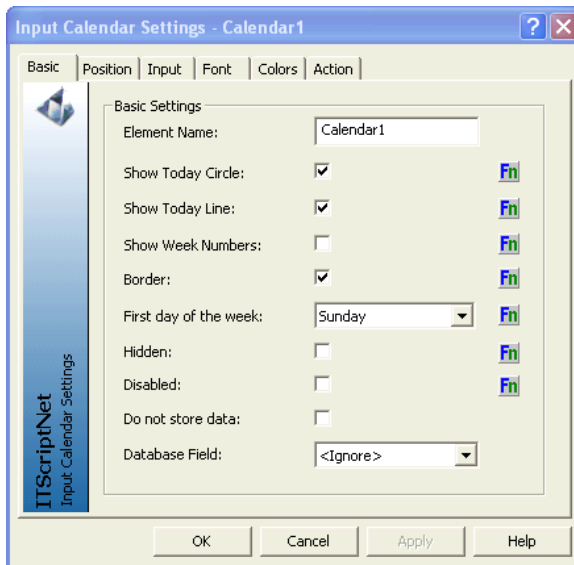 Input Calendar Settings - Calendar1
?
Basic Position Input Font Colors Action
Basic Settings
Element Name: Calendar1
Show Today Circle: Fn
Show Today Line: Fn
Show Week Numbers: Fn
Border: Fn
First day of the week: Sunday Fn
Hidden: Fn
Disabled: Fn
Do not store data:
Database Field: <Ignore>
ITScriptNet
Input Calendar Settings
OK Cancel Apply Help